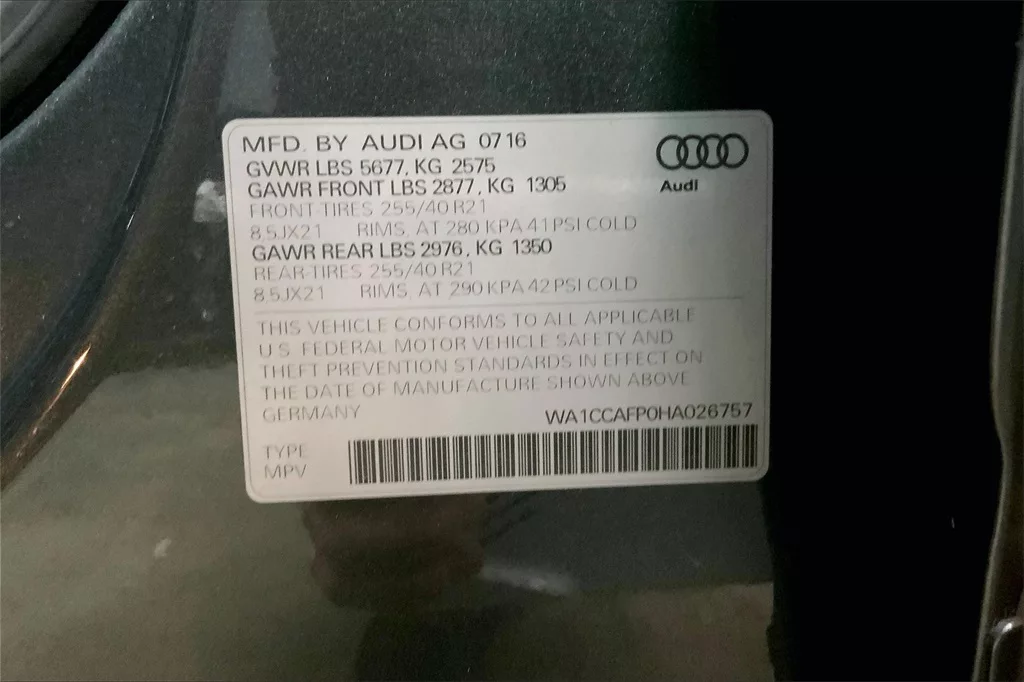 MFD. BY AUDI AG 0716
GVWR LBS 5677, KG 2575
GAWR FRONT LBS 2877, KG 1305
FRONT-TIRES 255/40 R21
8,5JX21 RIMS, AT 280 KPA 41 PSI COLD
GAWR REAR LBS 2976, KG 1350
REAR-TIRES 255/40 R21
8,5JX21 RIMS, AT 290 KPA 42 PSI COLD
Audi
THIS VEHICLE CONFORMS TO ALL APPLICABLE
U.S. FEDERAL MOTOR VEHICLE SAFETY AND
THEFT PREVENTION STANDARDS IN EFFECT ON
THE DATE OF MANUFACTURE SHOWN ABOVE
GERMANY WA1CCAFP0HA026757
TYPE
MPV